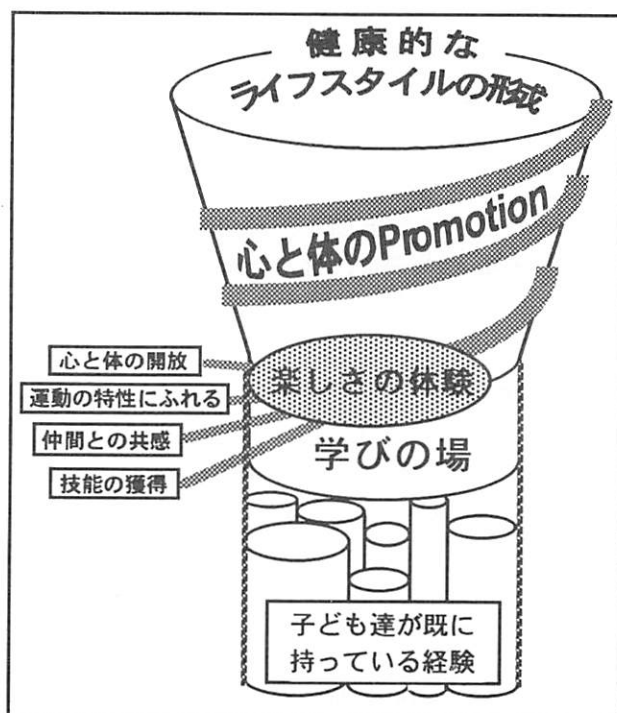 健康的な
ライフスタイルの形成
心と体のPromotion
心と体の開放
運動の特性にふれる
仲間との共感
技能の獲得
楽しさの体験
学びの場
子ども達が既に
持っている経験